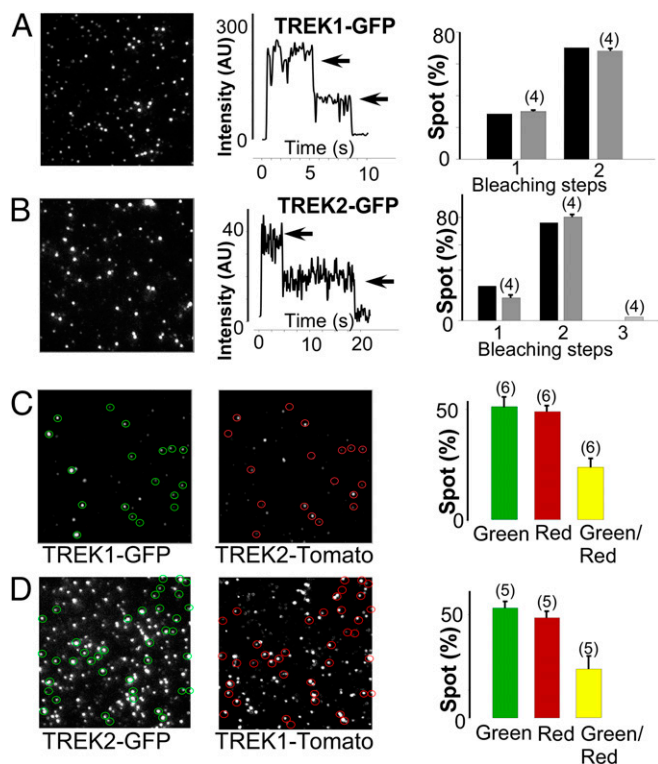 A
300
Intensity (AU)
0
TREK1-GFP
Time (s)
0 5 10
80
Spot (%)
0
(4)
(4)
1 2
Bleaching steps
B
40
Intensity (AU)
0
TREK2-GFP
Time (s)
0 10 20
80
Spot (%)
0
(4)
(4)
(4)
1 2 3
Bleaching steps
C
TREK1-GFP
TREK2-Tomato
50
Spot (%)
0
(6)
(6)
(6)
Green Red Green/
Red
D
TREK2-GFP
TREK1-Tomato
50
Spot (%)
0
(5)
(5)
(5)
Green Red Green/
Red